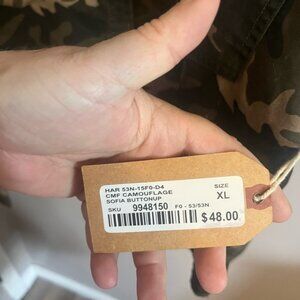 HAR 53N-15F0-D4
CMF CAMOUFLAGE
SOFIA BUTTONUP
SIZE
XL
SKU 9948150 F0 - 53/53N
$48.00